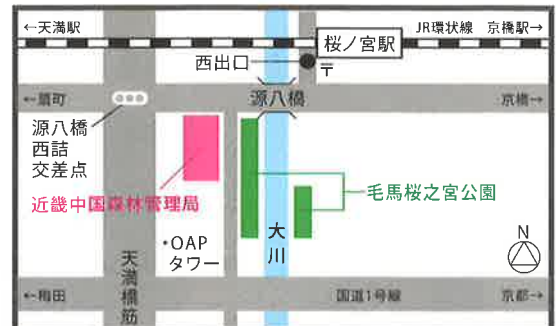 ←天満駅
JR環状線 京橋駅→
桜ノ宮駅
西出口
〒
←扇町
源八橋
京橋→
源八橋
西詰
交差点
近畿中国森林管理局
毛馬桜之宮公園
・OAP
タワー
大川
天満橋筋
N
←梅田
国道1号線
京都→